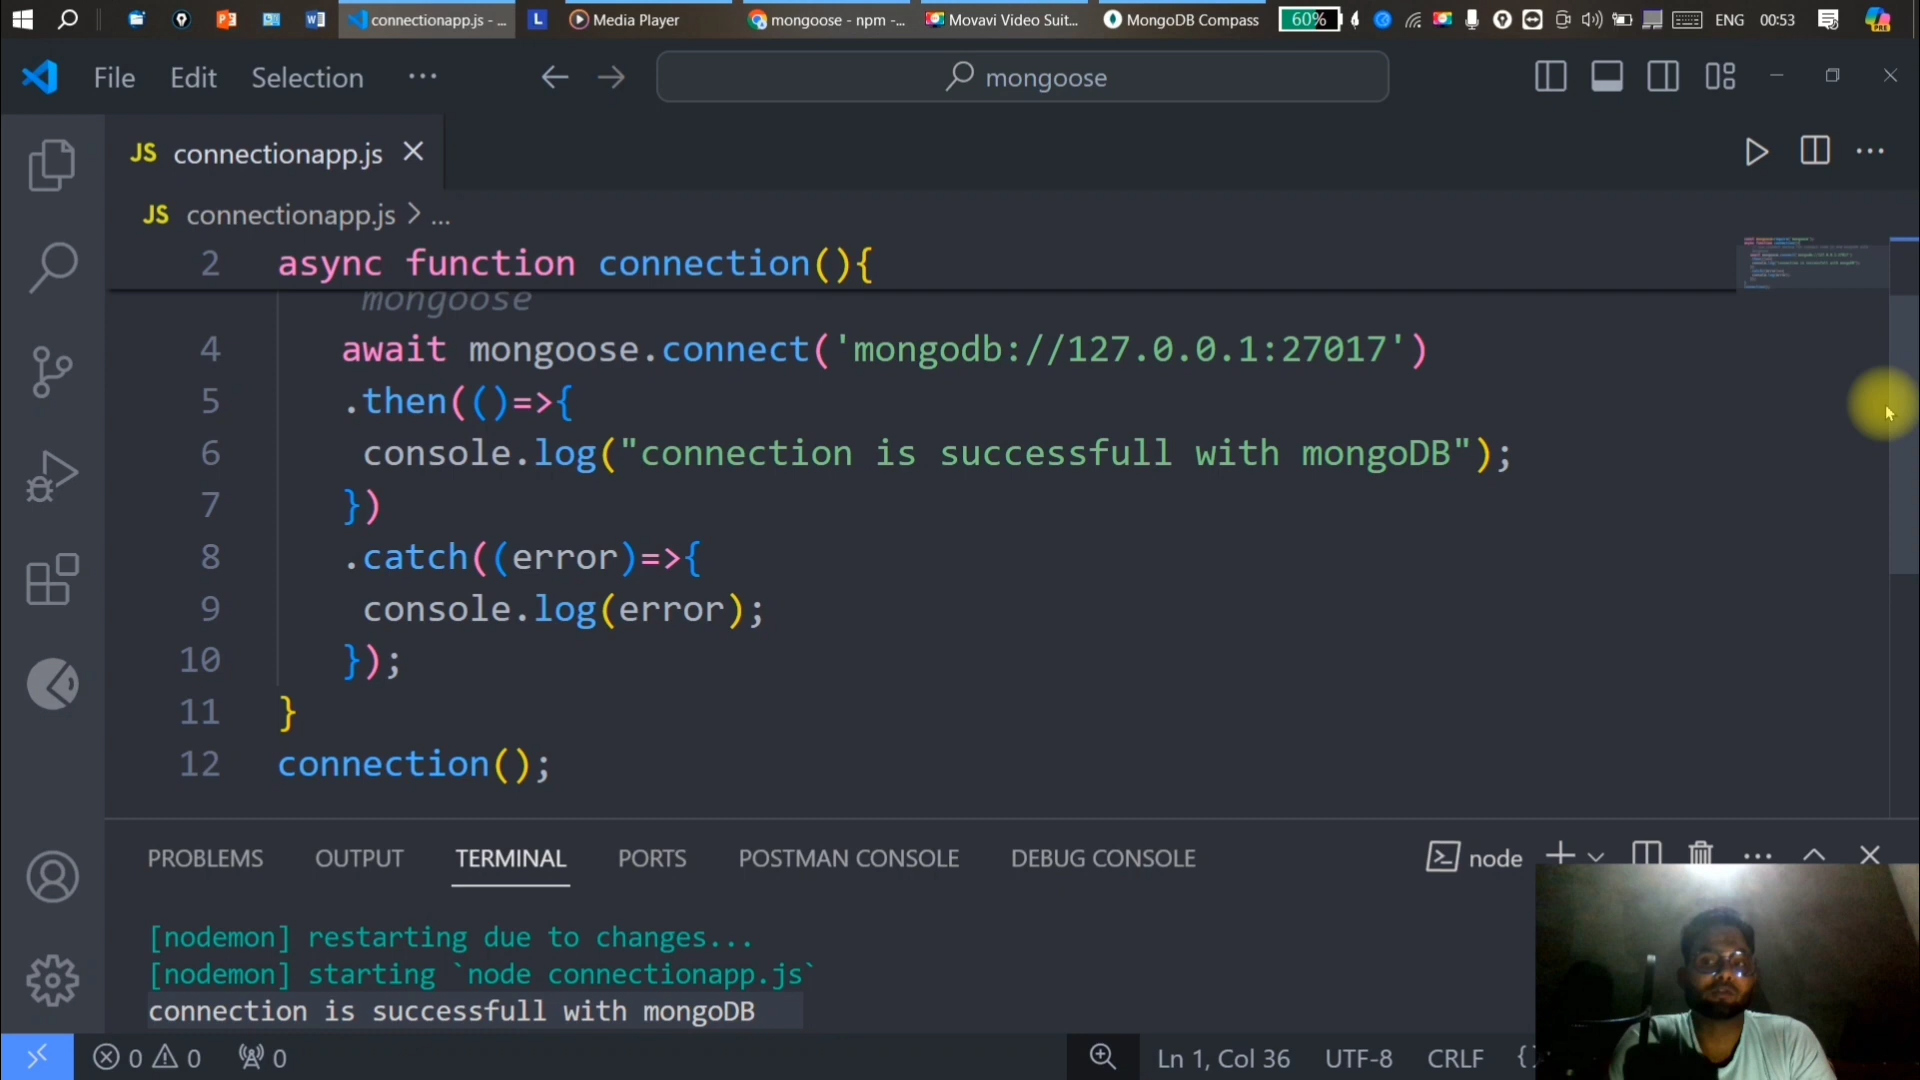 connectionapp.js - ...
L
Media Player
mongoose - npm -...
Movavi Video Suit...
MongoDB Compass
60%
ENG
00:53
File
Edit
Selection
...
mongoose
JS connectionapp.js
JS connectionapp.js > ...
2 async function connection(){
mongoose
4 await mongoose.connect('mongodb://127.0.0.1:27017')
5 .then(()=>{
6 console.log("connection is successfull with mongoDB");
7 })
8 .catch((error)=>{
9 console.log(error);
10 });
11 }
12 connection();
PROBLEMS
OUTPUT
TERMINAL
PORTS
POSTMAN CONSOLE
DEBUG CONSOLE
node
[nodemon] restarting due to changes...
[nodemon] starting `node connectionapp.js`
connection is successfull with mongoDB
0 0
0
Ln 1, Col 36
UTF-8
CRLF